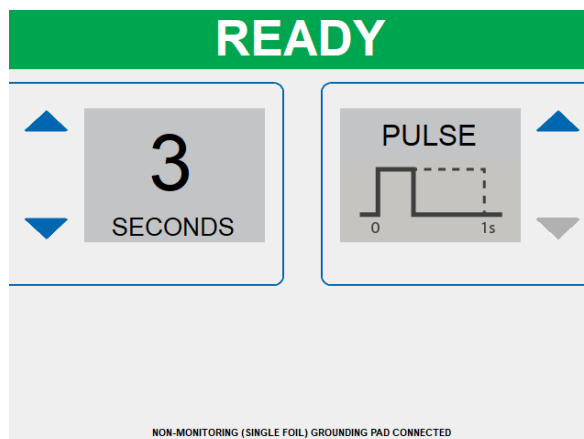 READY
3
SECONDS
PULSE
0 1s
NON-MONITORING (SINGLE FOIL) GROUNDING PAD CONNECTED